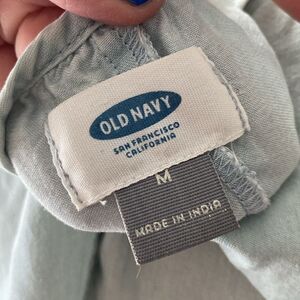 OLD NAVY
SAN FRANCISCO
CALIFORNIA
M
MADE IN INDIA